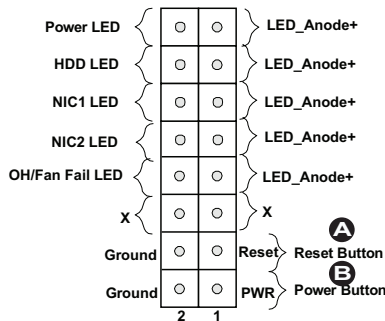 Power LED LED_Anode+
HDD LED LED_Anode+
NIC1 LED LED_Anode+
NIC2 LED LED_Anode+
OH/Fan Fail LED LED_Anode+
X X
A
Ground Reset Reset Button
B
Ground PWR Power Button
2 1